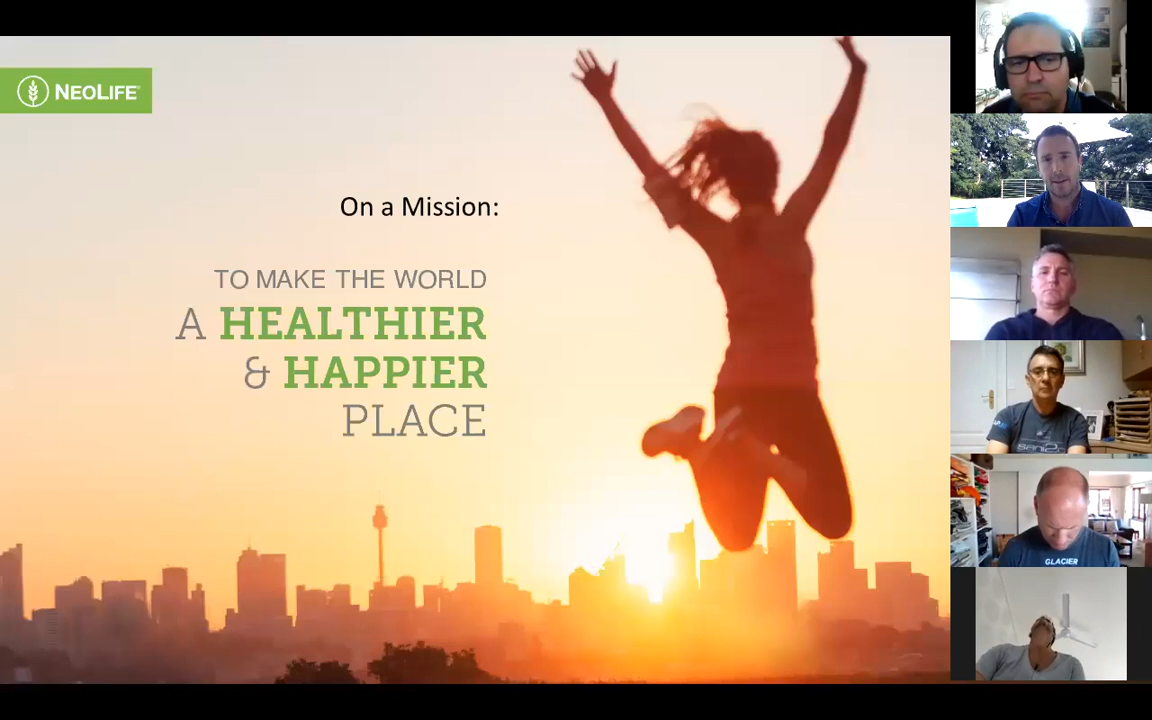 NEOLIFE
On a Mission:
TO MAKE THE WORLD
A HEALTHIER
& HAPPIER
PLACE
GLACIER